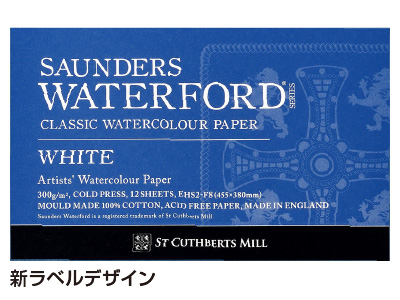 SAUNDERS
WATERFORD® SERIES
CLASSIC WATERCOLOUR PAPER
WHITE
Artists' Watercolour Paper
300g/m², COLD PRESS, 12 SHEETS, EHS2-F8 (455×380mm)
MOULD MADE 100% COTTON, ACID FREE PAPER, MADE IN ENGLAND
Saunders Waterford is a registered trademark of St Cuthberts Mill
ST CUTHBERTS MILL
新ラベルデザイン